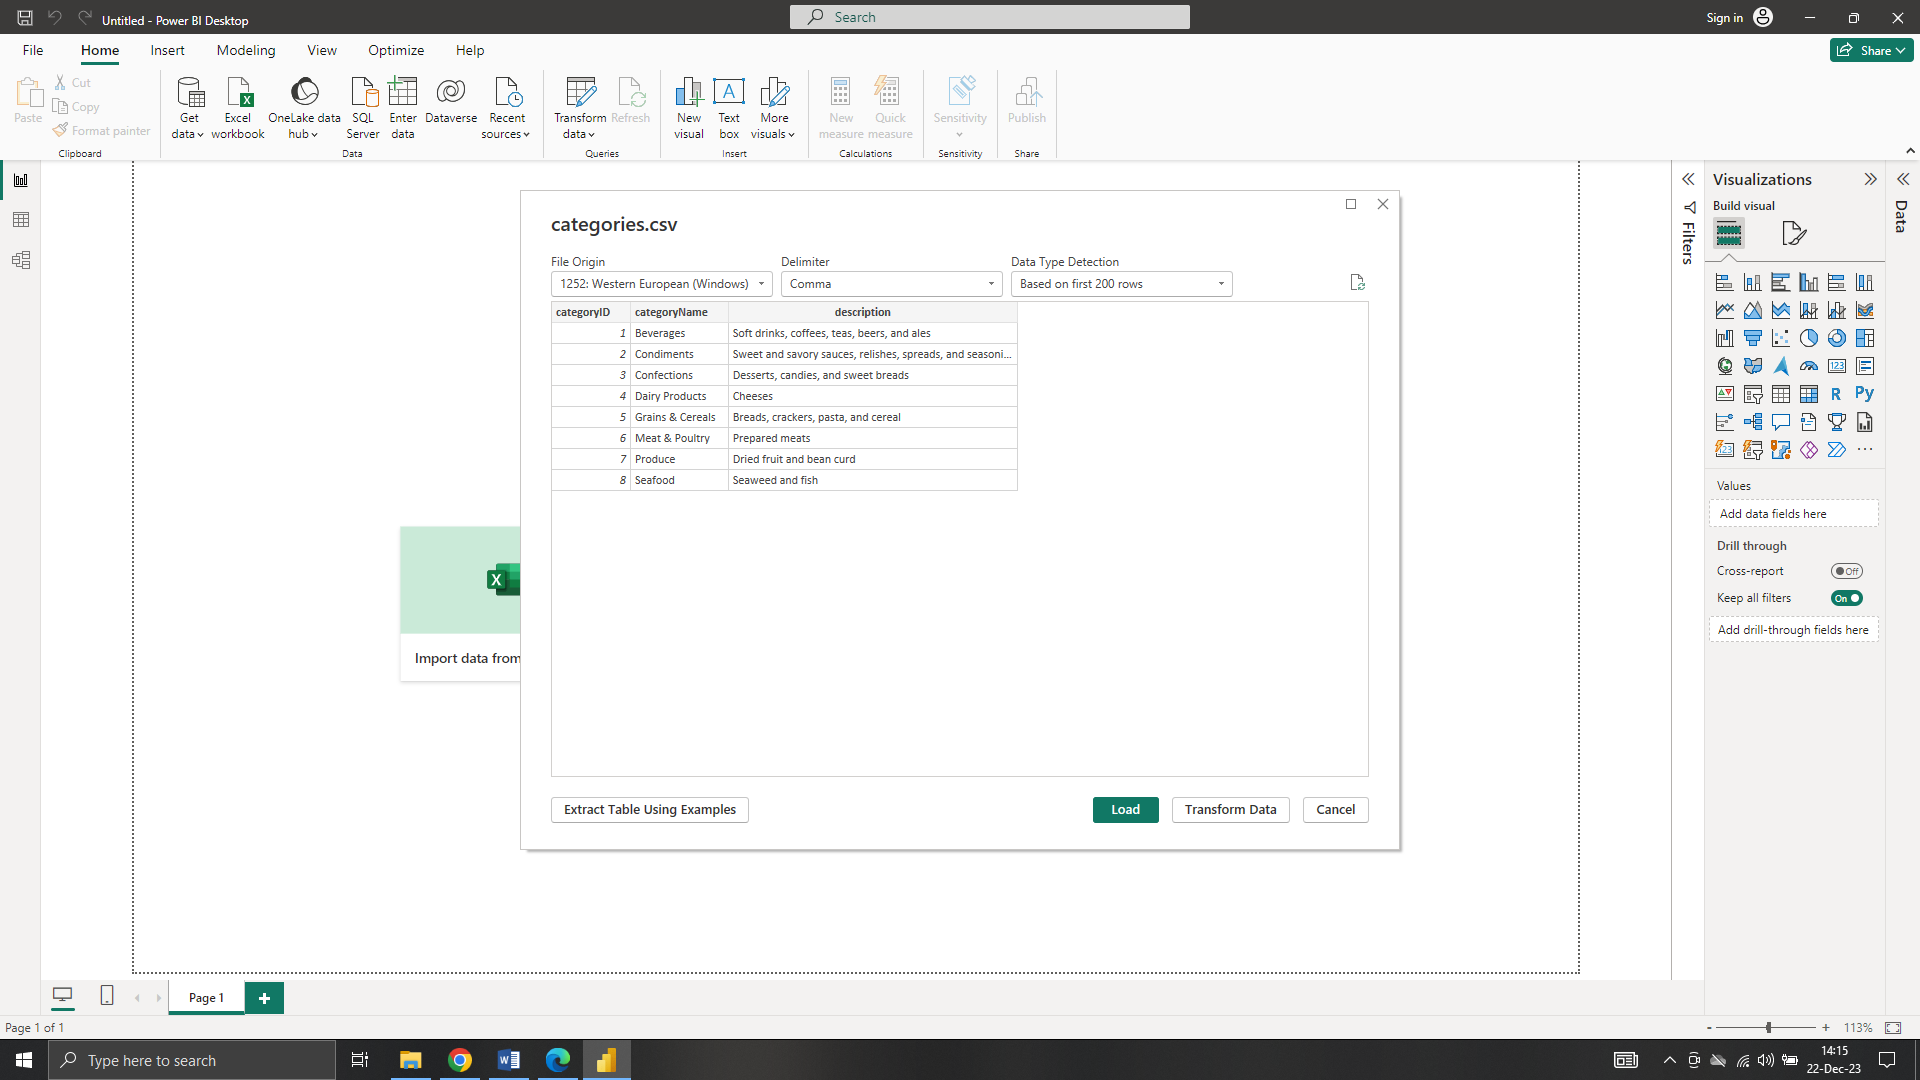 Untitled - Power BI Desktop
Search
Sign in
File Home Insert Modeling View Optimize Help
Share
Paste
Cut
Copy
Format painter
Clipboard
Get data
Excel workbook
OneLake data hub
SQL Server
Enter data
Dataverse
Recent sources
Data
Transform data
Refresh
Queries
New visual
Text box
More visuals
Insert
New measure
Quick measure
Calculations
Sensitivity
Sensitivity
Publish
Share
categories.csv
File Origin
1252: Western European (Windows)
Delimiter
Comma
Data Type Detection
Based on first 200 rows
categoryID categoryName description
1 Beverages Soft drinks, coffees, teas, beers, and ales
2 Condiments Sweet and savory sauces, relishes, spreads, and seasoni...
3 Confections Desserts, candies, and sweet breads
4 Dairy Products Cheeses
5 Grains & Cereals Breads, crackers, pasta, and cereal
6 Meat & Poultry Prepared meats
7 Produce Dried fruit and bean curd
8 Seafood Seaweed and fish
Extract Table Using Examples
Load
Transform Data
Cancel
Import data from
Filters
Visualizations
Build visual
123
R
Py
123
Values
Add data fields here
Drill through
Cross-report
Off
Keep all filters
On
Add drill-through fields here
Data
Page 1
Page 1 of 1
- + 113%
Type here to search
14:15
22-Dec-23